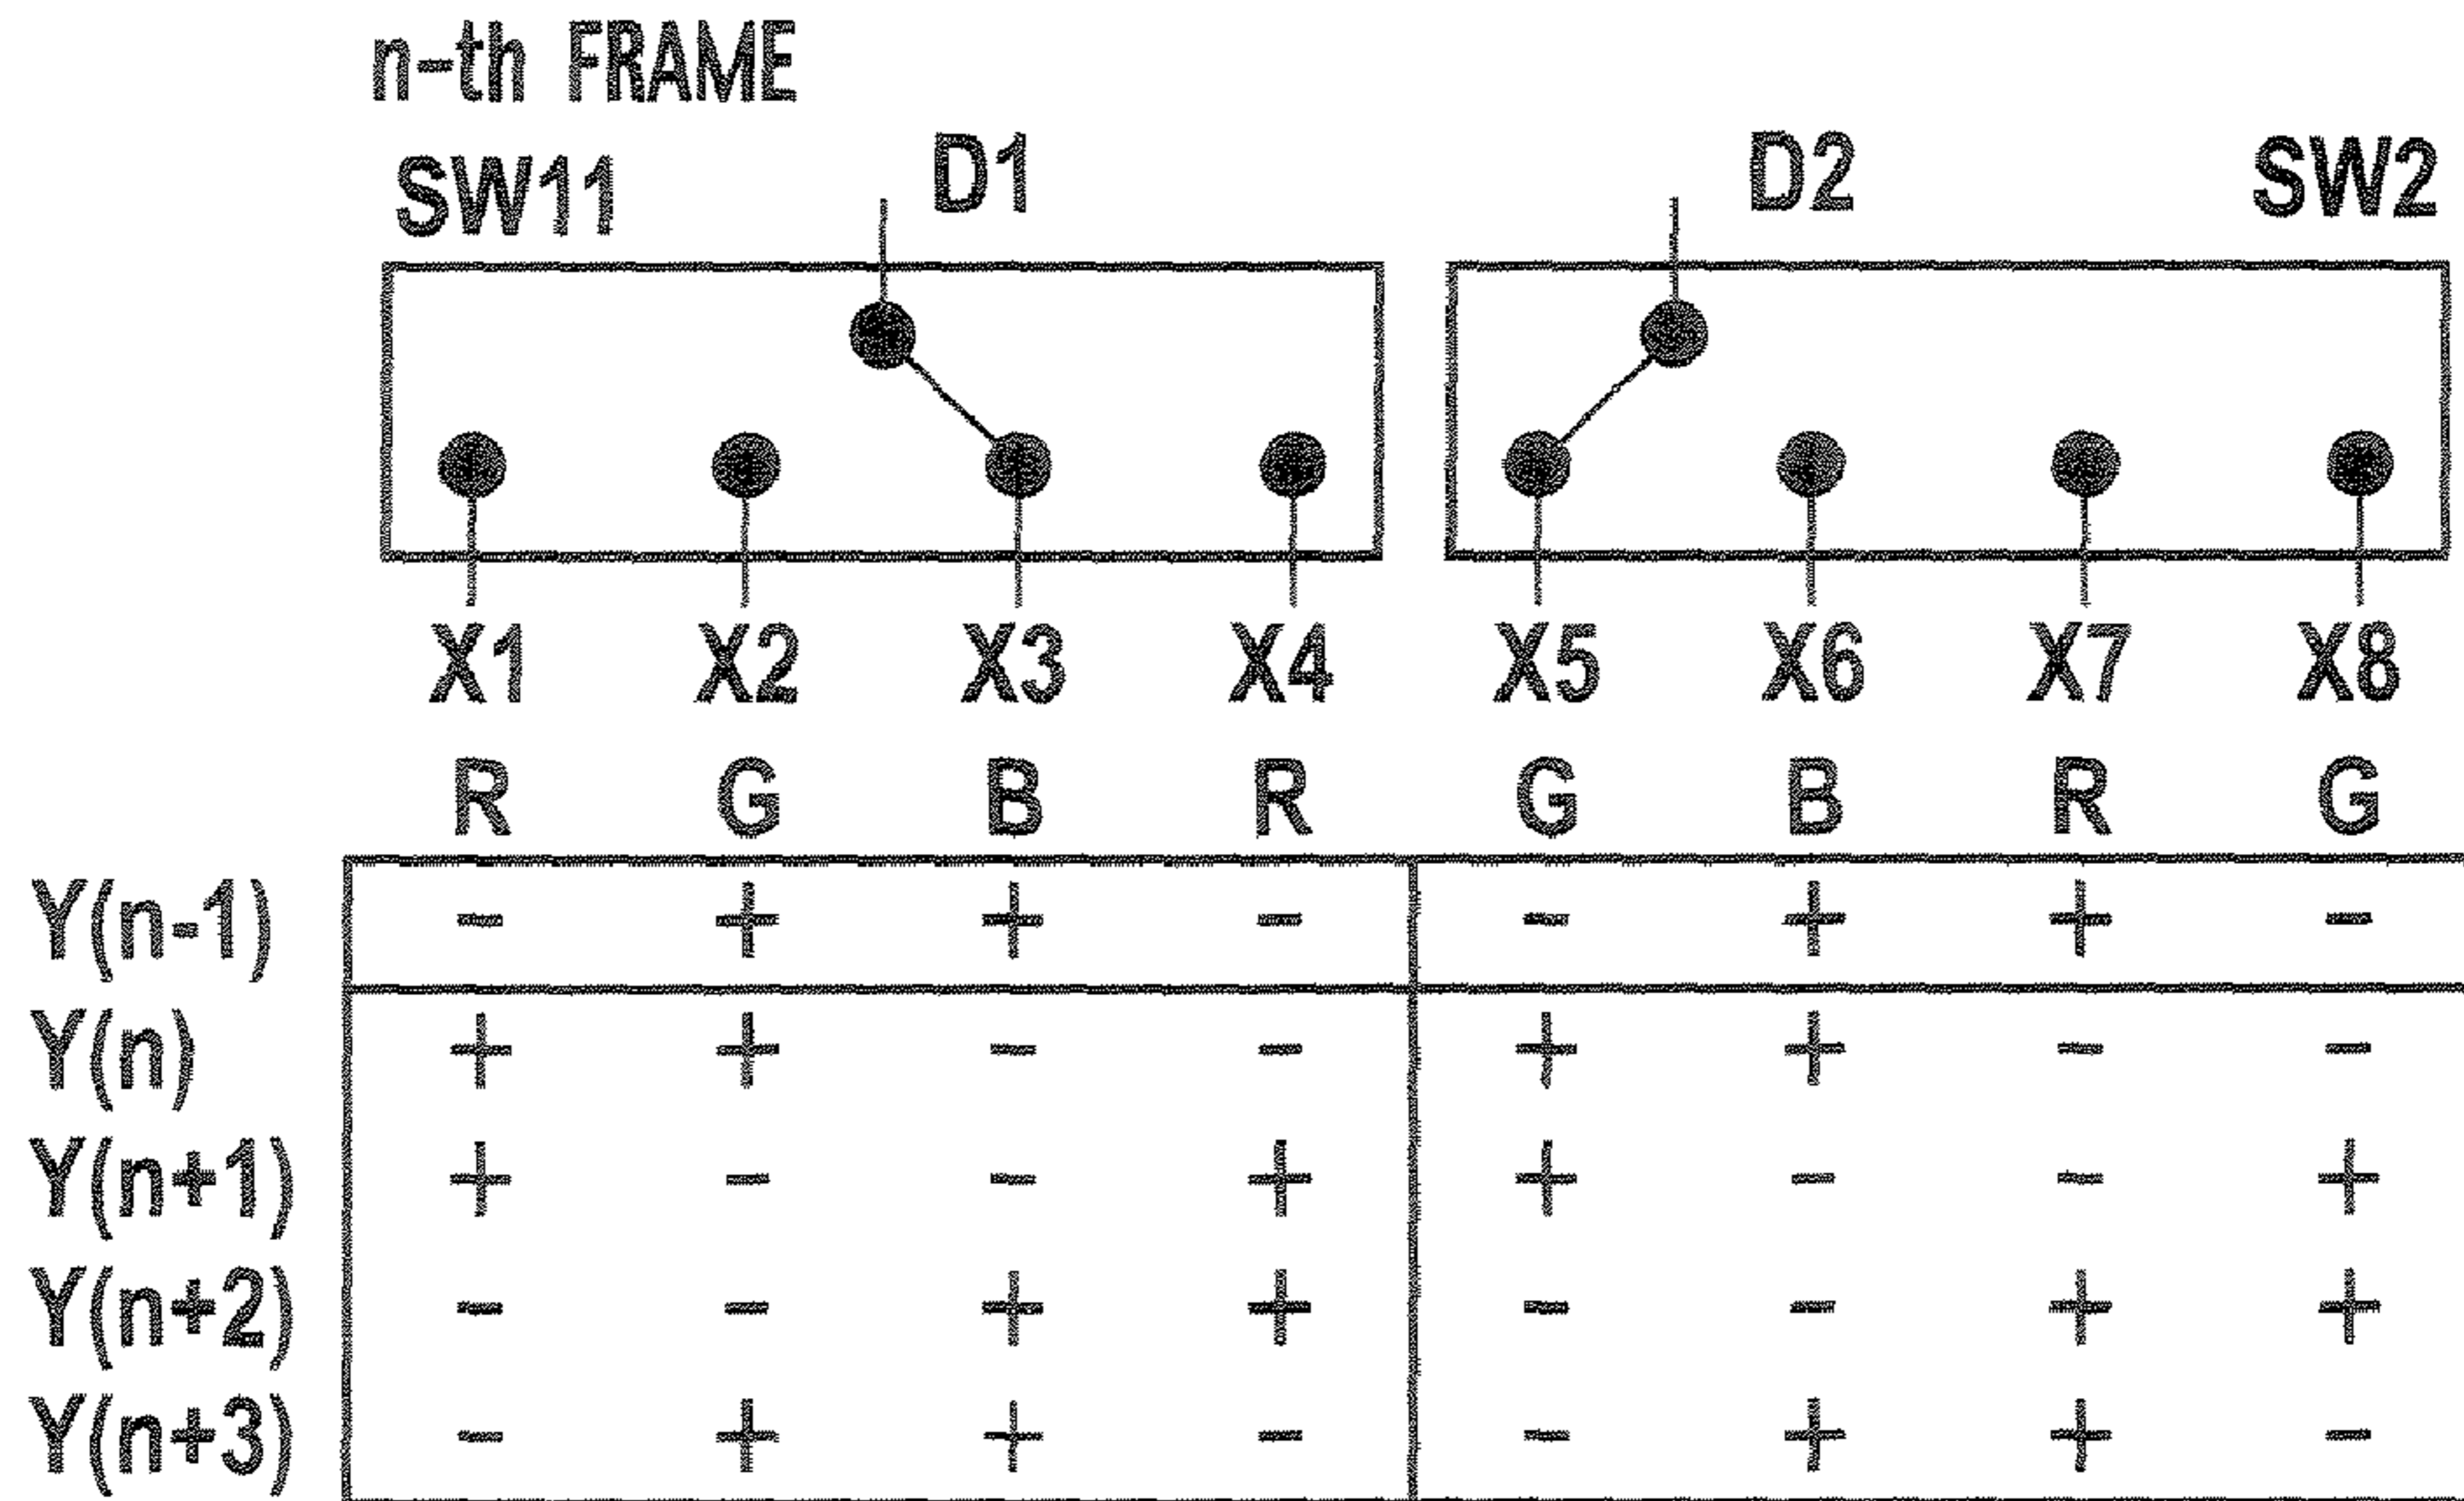 n-th FRAME
SW11 D1 D2 SW2
X1 X2 X3 X4 X5 X6 X7 X8
R G B R G B R G
Y(n-1) - + + - - + + -
Y(n) + + - - + + - -
Y(n+1) + - - + + - - +
Y(n+2) - - + + - - + +
Y(n+3) - + + - - + + -